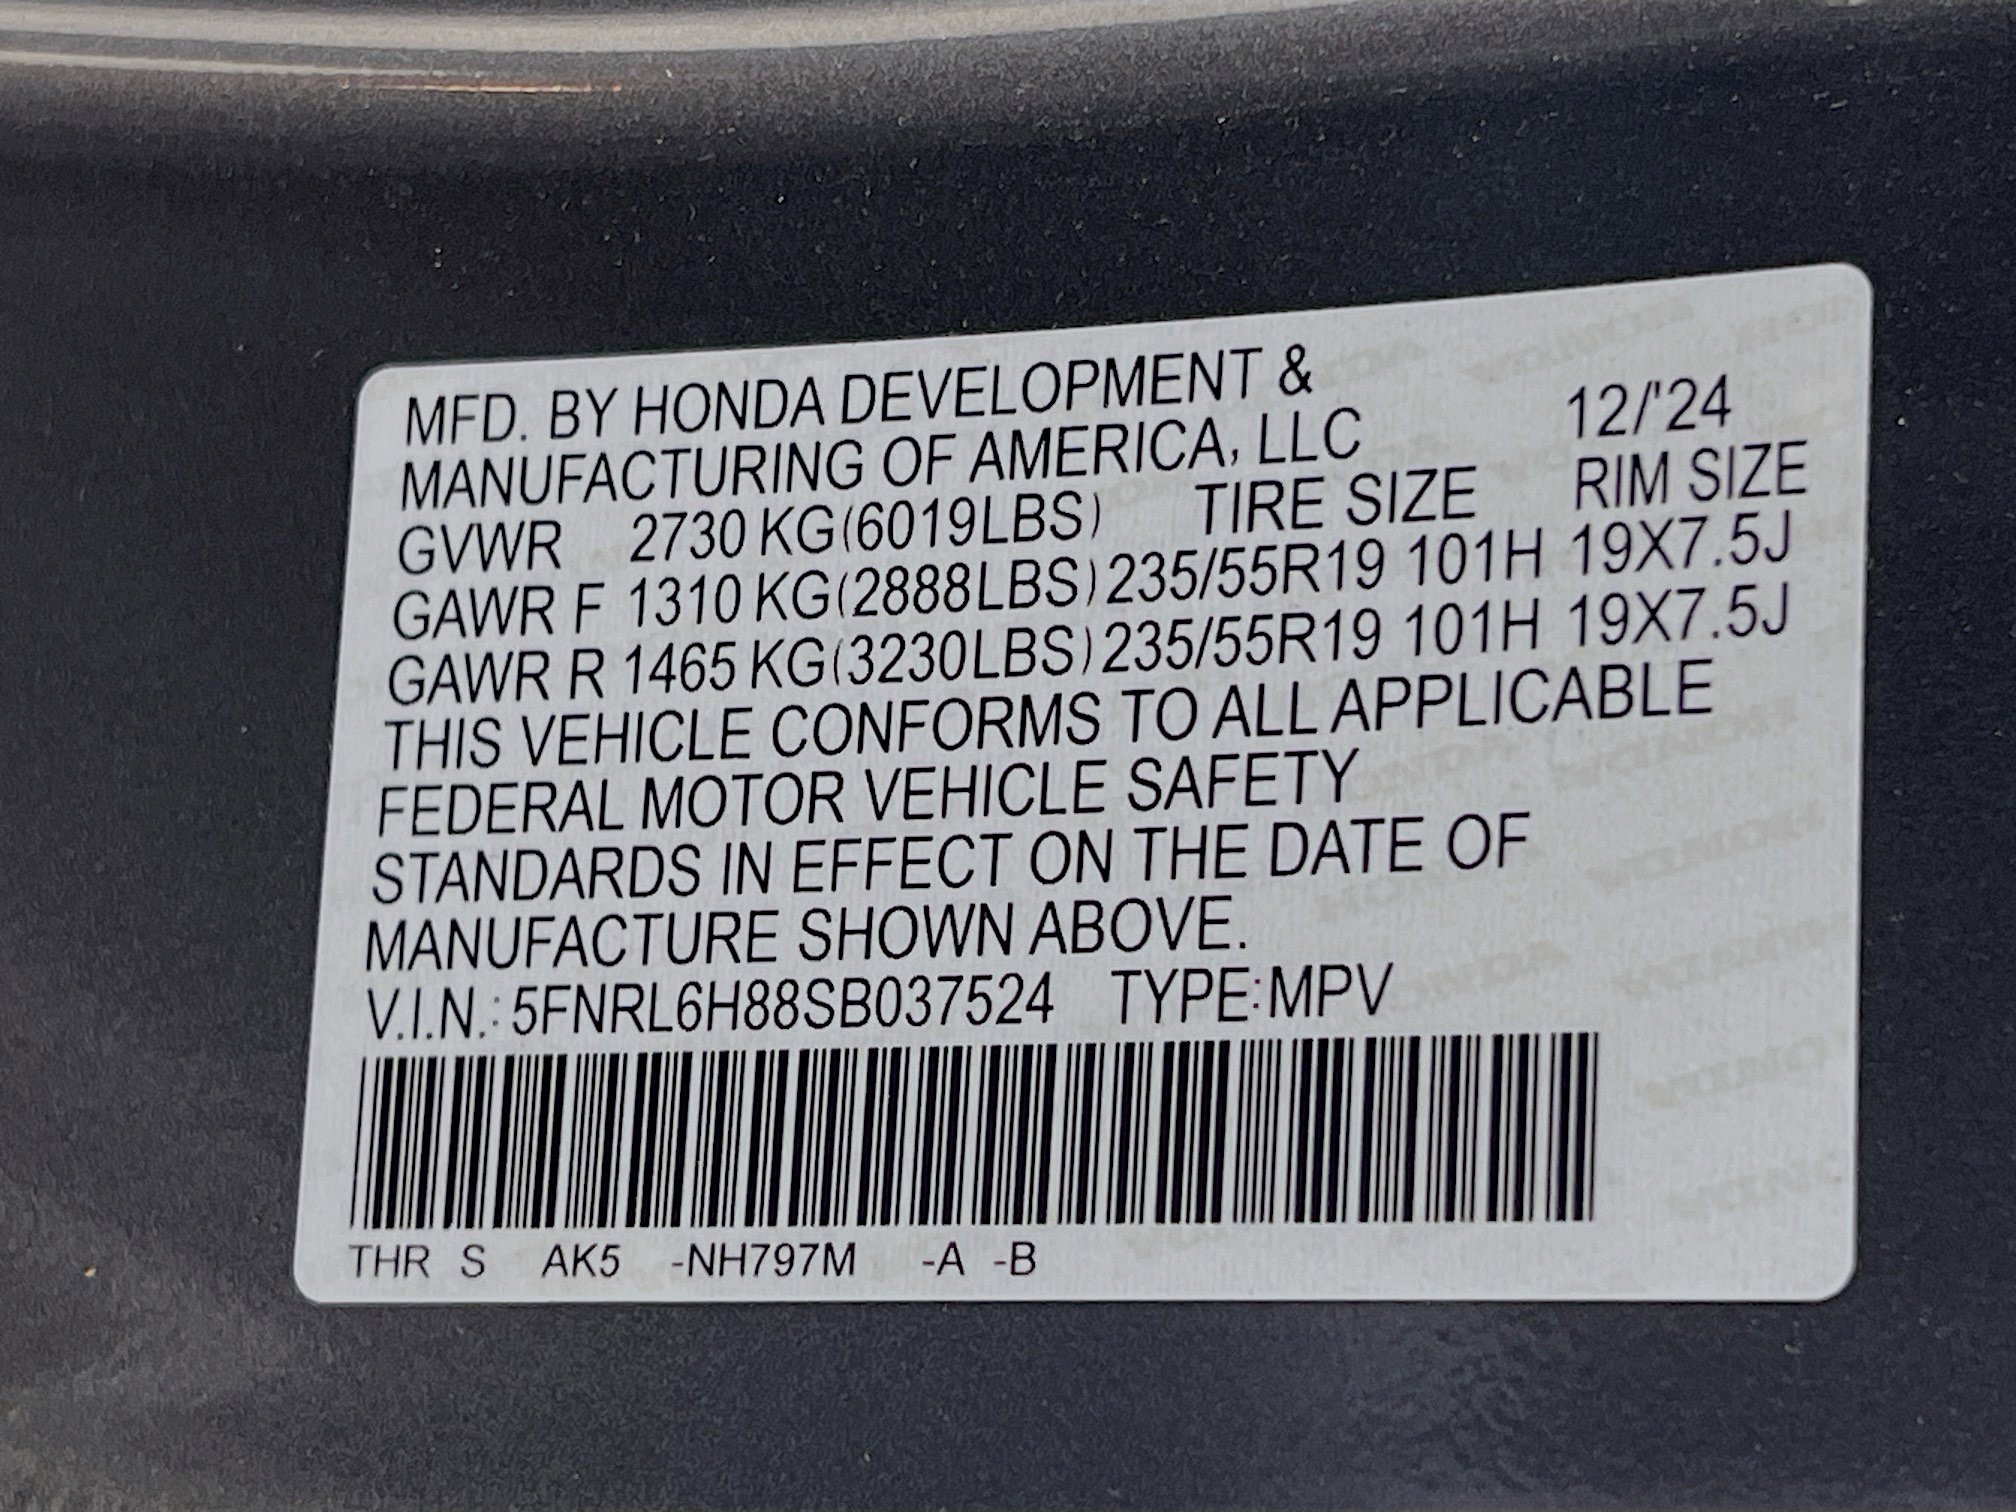 MFD. BY HONDA DEVELOPMENT &
MANUFACTURING OF AMERICA, LLC 12/'24
GVWR 2730 KG(6019LBS) TIRE SIZE RIM SIZE
GAWR F 1310 KG(2888LBS) 235/55R19 101H 19X7.5J
GAWR R 1465 KG(3230LBS) 235/55R19 101H 19X7.5J
THIS VEHICLE CONFORMS TO ALL APPLICABLE
FEDERAL MOTOR VEHICLE SAFETY
STANDARDS IN EFFECT ON THE DATE OF
MANUFACTURE SHOWN ABOVE.
V.I.N.: 5FNRL6H88SB037524 TYPE:MPV
THR S AK5 -NH797M -A -B